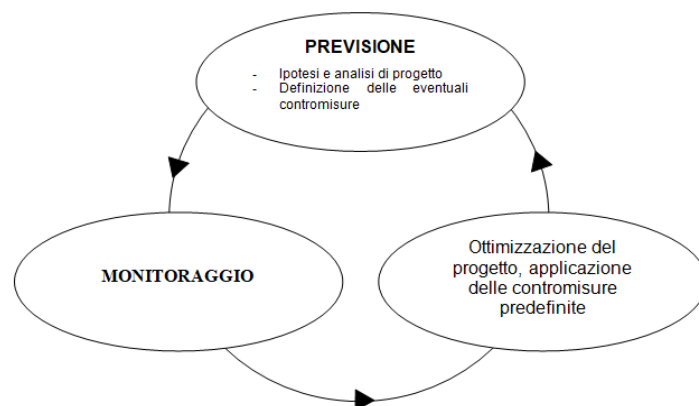 PREVISIONE
- Ipotesi e analisi di progetto
- Definizione delle eventuali
contromisure
MONITORAGGIO
Ottimizzazione del
progetto, applicazione
delle contromisure
predefinite